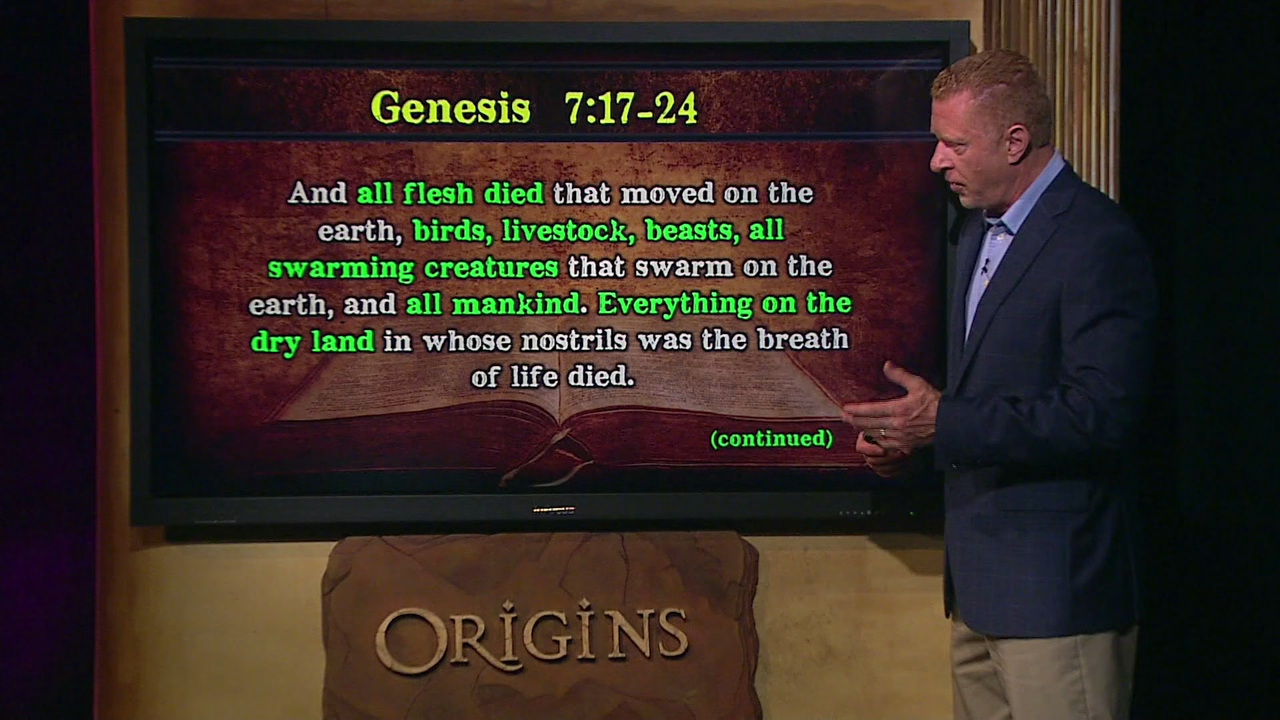 Genesis 7:17-24
And all flesh died that moved on the
earth, birds, livestock, beasts, all
swarming creatures that swarm on the
earth, and all mankind. Everything on the
dry land in whose nostrils was the breath
of life died.
(continued)
ORIGINS